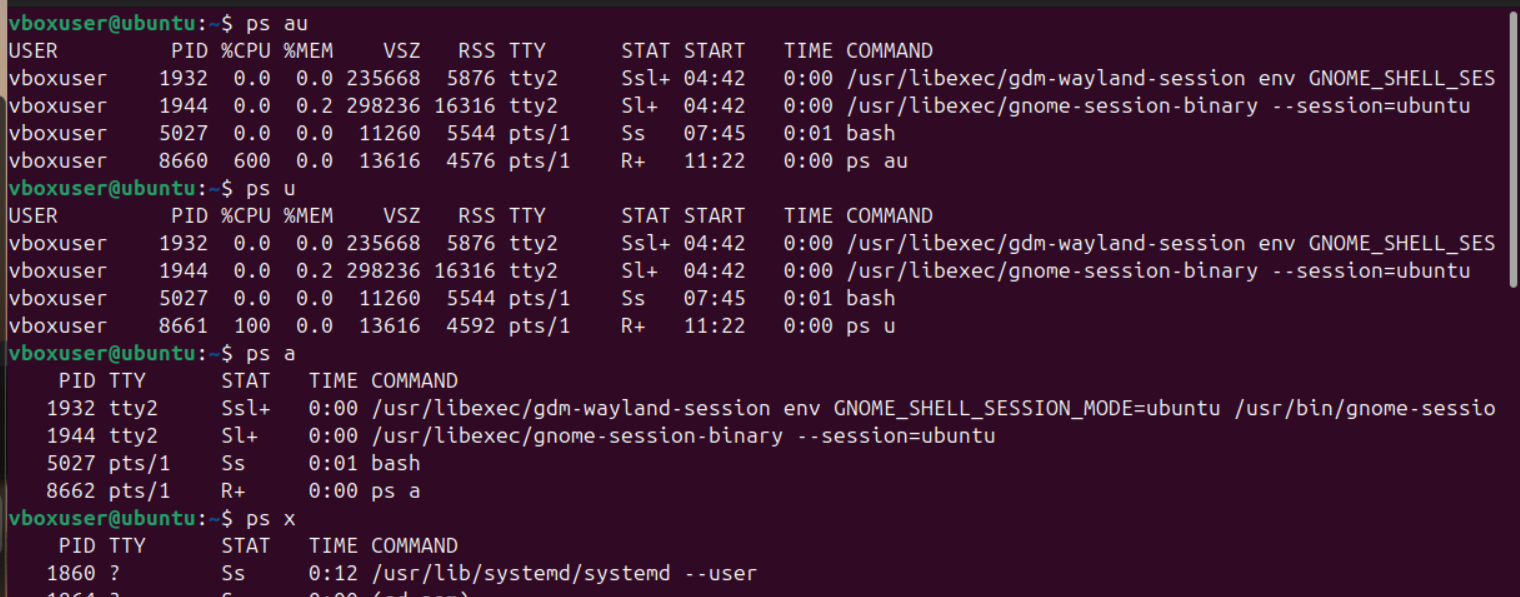 vboxuser@ubuntu:~$ ps au
USER         PID %CPU %MEM    VSZ   RSS TTY      STAT START   TIME COMMAND
vboxuser    1932  0.0  0.0 235668  5876 tty2     Ssl+ 04:42   0:00 /usr/libexec/gdm-wayland-session env GNOME_SHELL_SES
vboxuser    1944  0.0  0.2 298236 16316 tty2     Sl+  04:42   0:00 /usr/libexec/gnome-session-binary --session=ubuntu
vboxuser    5027  0.0  0.0  11260  5544 pts/1    Ss   07:45   0:01 bash
vboxuser    8660  600  0.0  13616  4576 pts/1    R+   11:22   0:00 ps au
vboxuser@ubuntu:~$ ps u
USER         PID %CPU %MEM    VSZ   RSS TTY      STAT START   TIME COMMAND
vboxuser    1932  0.0  0.0 235668  5876 tty2     Ssl+ 04:42   0:00 /usr/libexec/gdm-wayland-session env GNOME_SHELL_SES
vboxuser    1944  0.0  0.2 298236 16316 tty2     Sl+  04:42   0:00 /usr/libexec/gnome-session-binary --session=ubuntu
vboxuser    5027  0.0  0.0  11260  5544 pts/1    Ss   07:45   0:01 bash
vboxuser    8661  100  0.0  13616  4592 pts/1    R+   11:22   0:00 ps u
vboxuser@ubuntu:~$ ps a
    PID TTY      STAT   TIME COMMAND
   1932 tty2     Ssl+   0:00 /usr/libexec/gdm-wayland-session env GNOME_SHELL_SESSION_MODE=ubuntu /usr/bin/gnome-sessio
   1944 tty2     Sl+    0:00 /usr/libexec/gnome-session-binary --session=ubuntu
   5027 pts/1    Ss     0:01 bash
   8662 pts/1    R+     0:00 ps a
vboxuser@ubuntu:~$ ps x
    PID TTY      STAT   TIME COMMAND
   1860 ?        Ss     0:12 /usr/lib/systemd/systemd --user